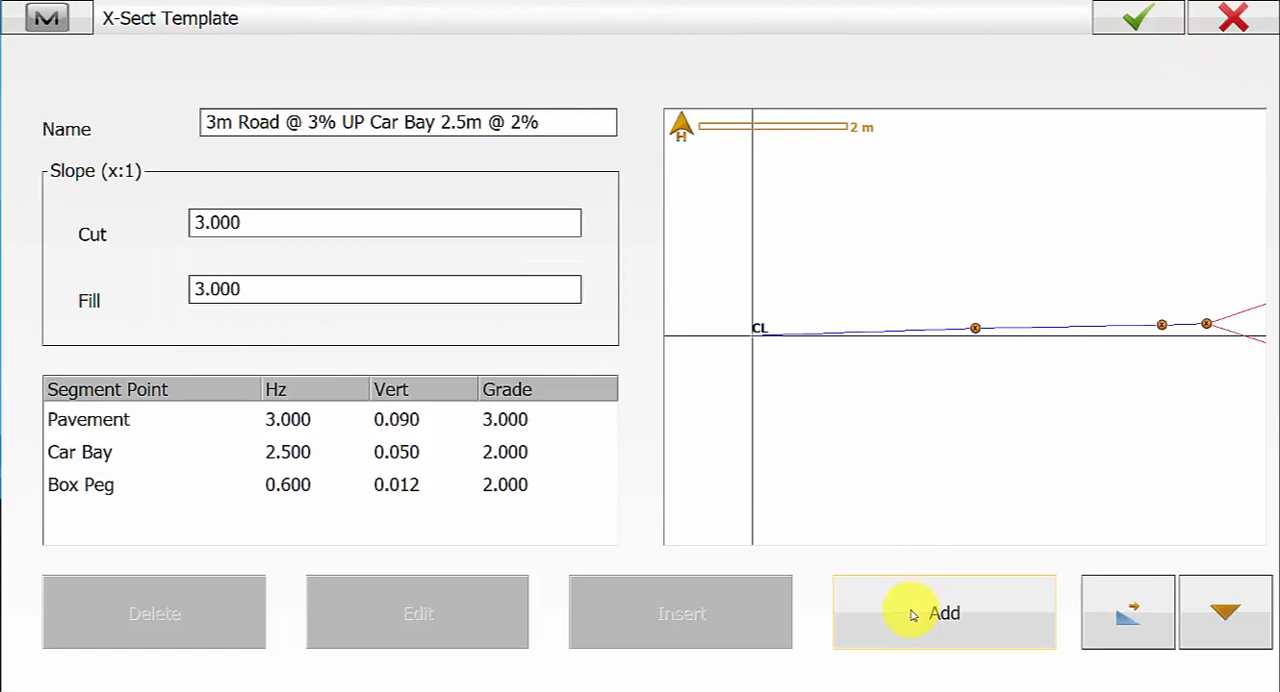 X-Sect Template
Name
3m Road @ 3% UP Car Bay 2.5m @ 2%
Slope (x:1)
Cut
3.000
Fill
3.000
Segment Point Hz Vert Grade
Pavement 3.000 0.090 3.000
Car Bay 2.500 0.050 2.000
Box Peg 0.600 0.012 2.000
H
2 m
CL
Delete
Edit
Insert
Add